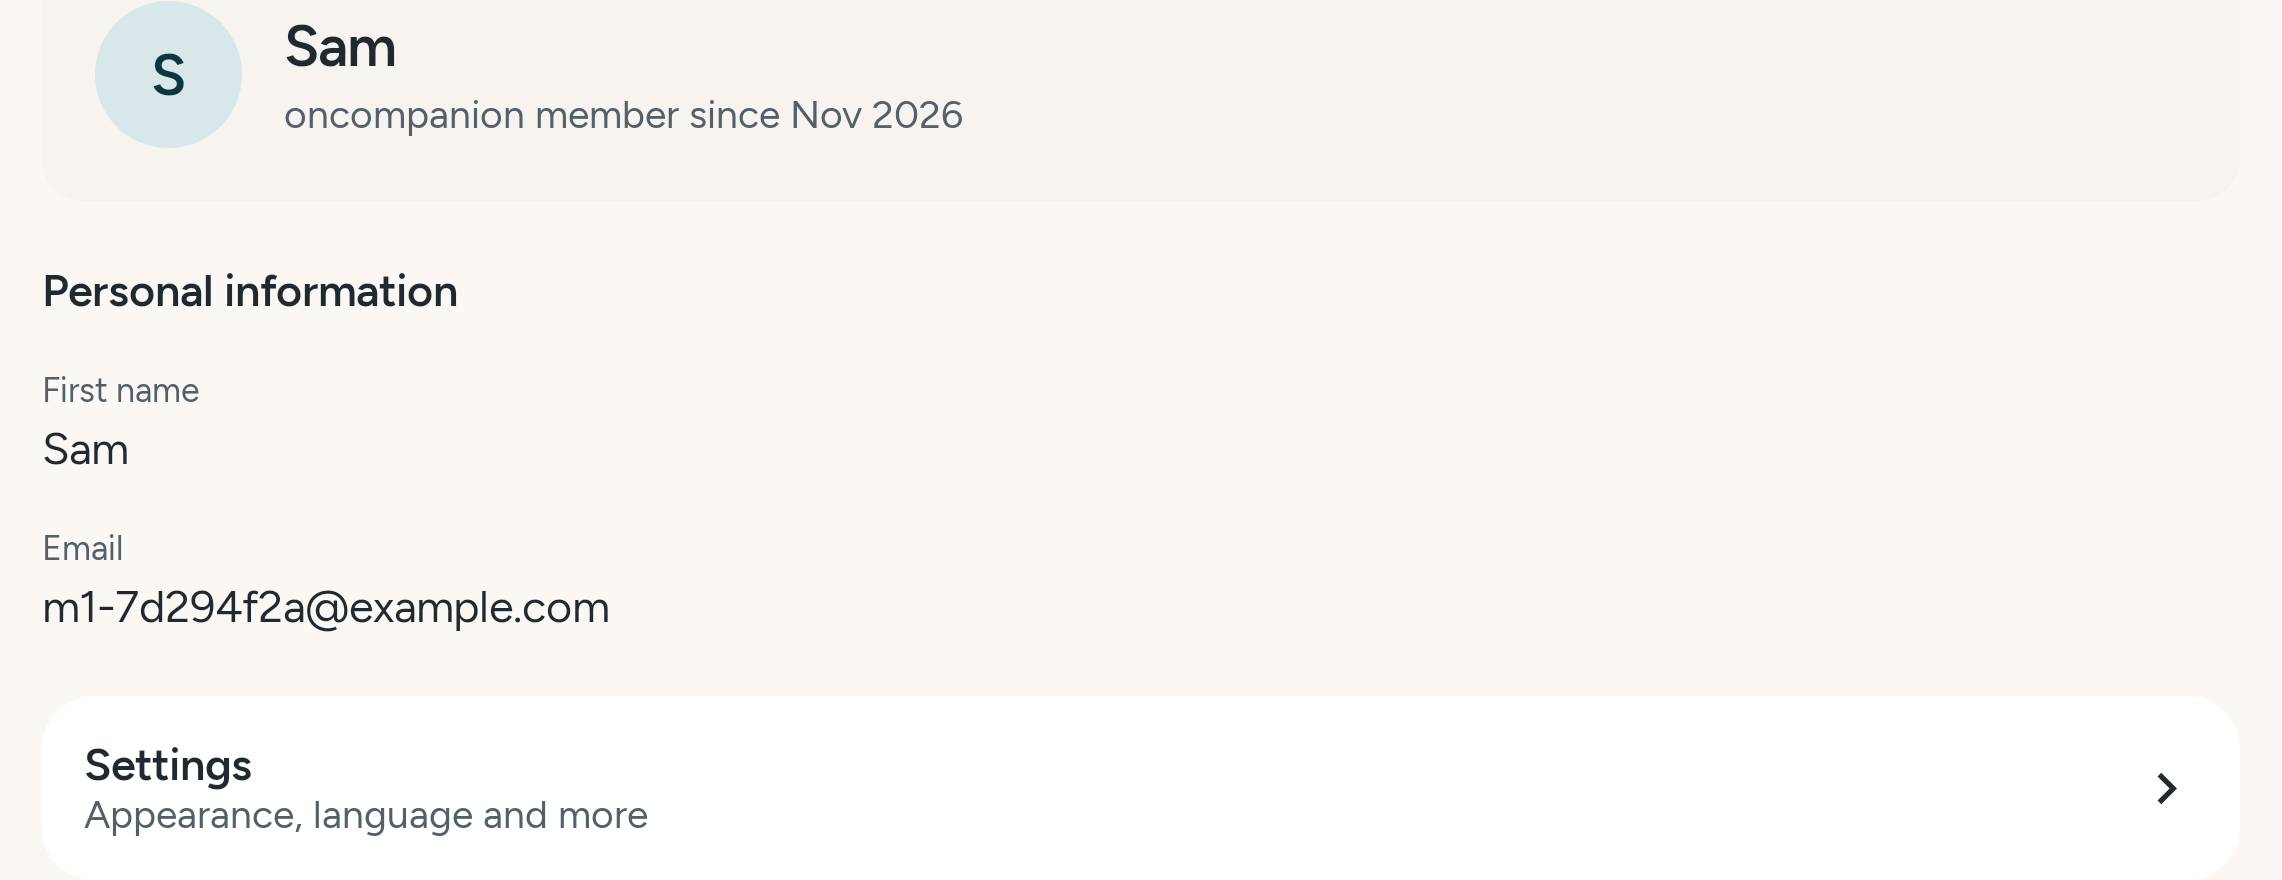 S
Sam
oncompanion member since Nov 2026
Personal information
First name
Sam
Email
m1-7d294f2a@example.com
Settings
Appearance, language and more